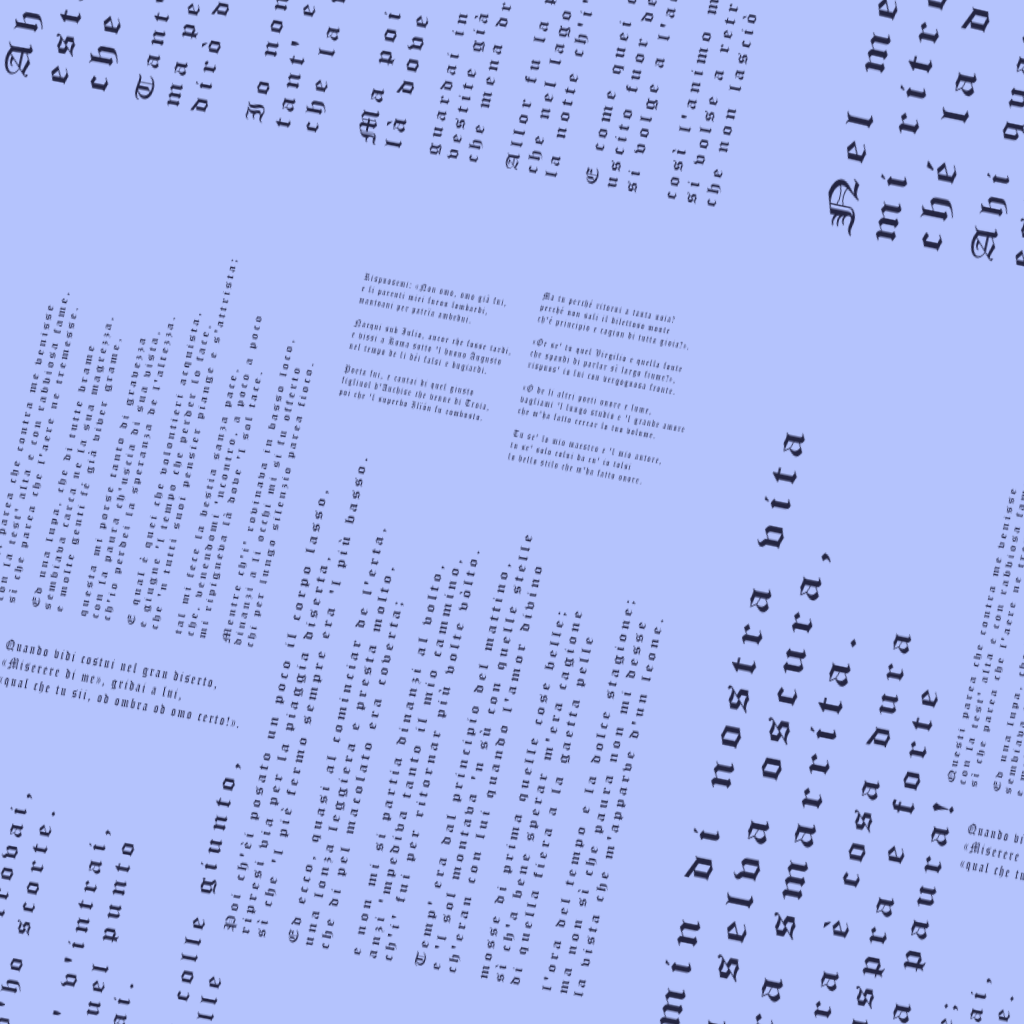 Ah
est
che
Tant'
ma pe
dirò d
Io non
tant' e
che la
Ma poi
là dove
guardai in
vestite già
che mena dr
Allor fu la p
che nel lago
la notte ch'i'
E come quei
uscito fuor de
si volge a l'a
così l'animo m
si volse a retr
che non lasciò
Nel me
mi ritro
ché la d
Ahi qua
parea che contra me venisse
con la test' alta e con rabbiosa fame,
sì che parea che l'aere ne tremesse.
Ed una lupa, che di tutte brame
sembiava carca ne la sua magrezza,
e molte genti fé già viver grame,
questa mi porse tanto di gravezza
con la paura ch'uscia di sua vista,
ch'io perdei la speranza de l'altezza.
E qual è quei che volontieri acquista,
e giugne 'l tempo che perder lo face,
che 'n tutti suoi pensier piange e s'attrista;
tal mi fece la bestia sanza pace,
che, venendomi 'ncontro, a poco a poco
mi ripigneva là dove 'l sol tace.
Mentre ch'i' rovinava in basso loco,
dinanzi a li occhi mi si fu offerto
chi per lungo silenzio parea fioco.
Quando vidi costui nel gran diserto,
«Miserere di me», gridai a lui,
«qual che tu sii, od ombra od omo certo!».
Rispuosemi: «Non omo, omo già fui,
e li parenti miei furon lombardi,
mantoani per patria ambedui.
Nacqui sub Iulio, ancor che fosse tardi,
e vissi a Roma sotto 'l buono Augusto
nel tempo de li dèi falsi e bugiardi.
Poeta fui, e cantai di quel giusto
figliuol d'Anchise che venne di Troia,
poi che 'l superbo Ilión fu combusto.
Ma tu perché ritorni a tanta noia?
perché non sali il dilettoso monte
ch'è principio e cagion di tutta gioia?».
«Or se' tu quel Virgilio e quella fonte
che spandi di parlar sì largo fiume?»,
rispuos' io lui con vergognosa fronte.
«O de li altri poeti onore e lume,
vagliami 'l lungo studio e 'l grande amore
che m'ha fatto cercar lo tuo volume.
Tu se' lo mio maestro e 'l mio autore,
tu se' solo colui da cu' io tolsi
lo bello stilo che m'ha fatto onore.
trovai,
v'ho scorte.
v'intrai,
punto
colle giunto,
Poi ch'èi posato un poco il corpo lasso,
ripresi via per la piaggia diserta,
sì che 'l piè fermo sempre era 'l più basso.
Ed ecco, quasi al cominciar de l'erta,
una lonza leggiera e presta molto,
che di pel macolato era coverta;
e non mi si partia dinanzi al volto,
anzi 'mpediva tanto il mio cammino,
ch'i' fui per ritornar più volte vòlto.
Temp' era dal principio del mattino,
e 'l sol montava 'n sù con quelle stelle
ch'eran con lui quando l'amor divino
mosse di prima quelle cose belle;
sì ch'a bene sperar m'era cagione
di quella fiera a la gaetta pelle
l'ora del tempo e la dolce stagione;
ma non sì che paura non mi desse
la vista che m'apparve d'un leone.
di nostra vita
selva oscura,
smarrita.
è cosa dura
aspra e forte
paura!
Questi parea che contra me venisse
con la test' alta e con rabbiosa fame
sì che parea che l'aere ne
Ed una lupa,
sembiava
Quando vi
«Miserere
«qual che tu